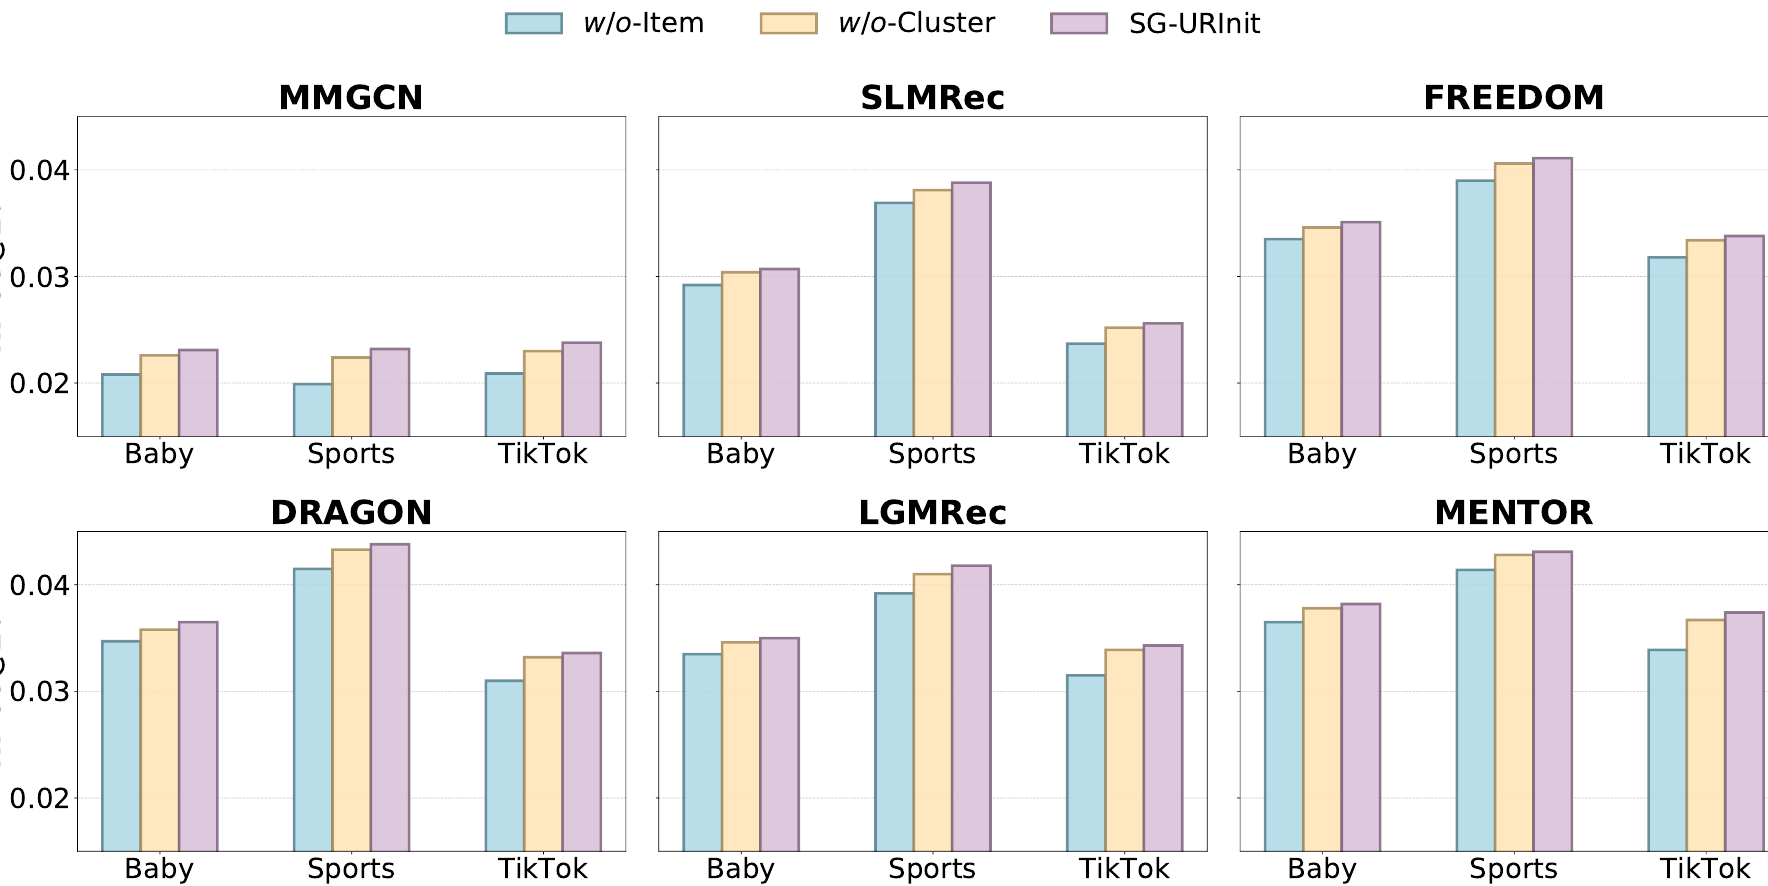 w/o-Item w/o-Cluster SG-URInit
MMGCN SLMRec FREEDOM
0.04
0.03
0.02
Baby Sports TikTok Baby Sports TikTok Baby Sports TikTok
DRAGON LGMRec MENTOR
0.04
0.03
0.02
Baby Sports TikTok Baby Sports TikTok Baby Sports TikTok